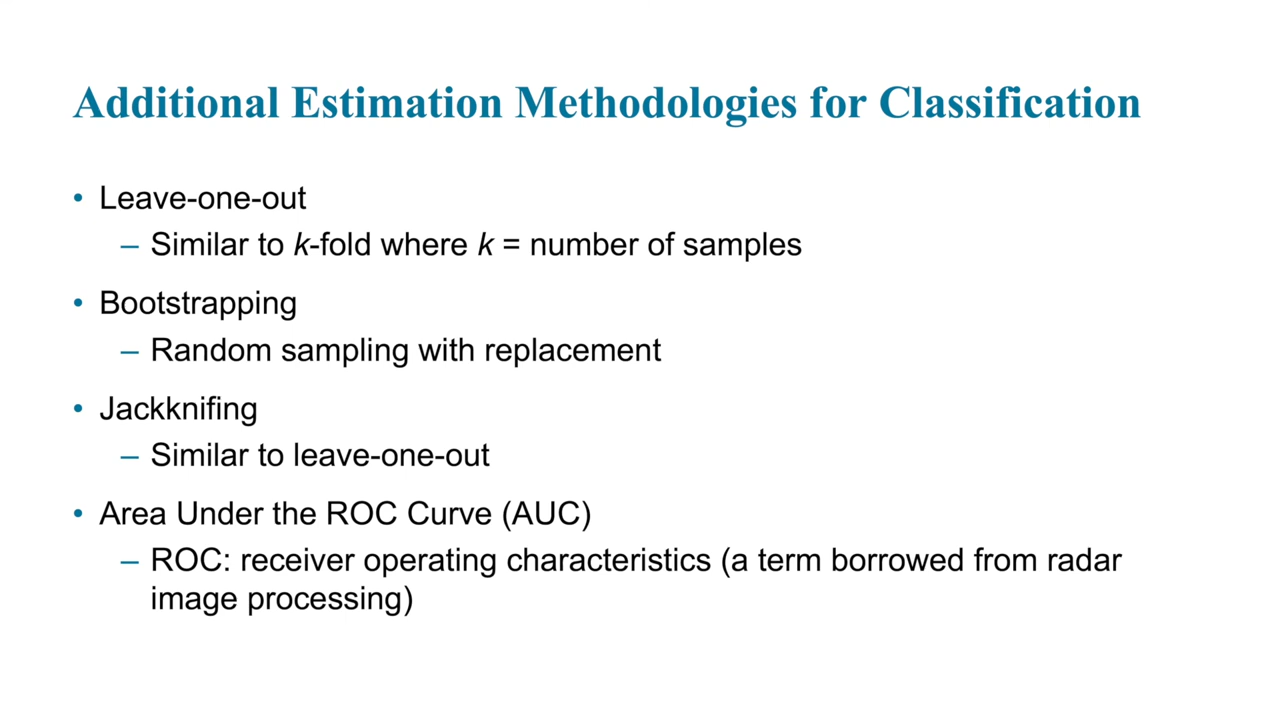 Additional Estimation Methodologies for Classification
• Leave-one-out
– Similar to k-fold where k = number of samples
• Bootstrapping
– Random sampling with replacement
• Jackknifing
– Similar to leave-one-out
• Area Under the ROC Curve (AUC)
– ROC: receiver operating characteristics (a term borrowed from radar
image processing)